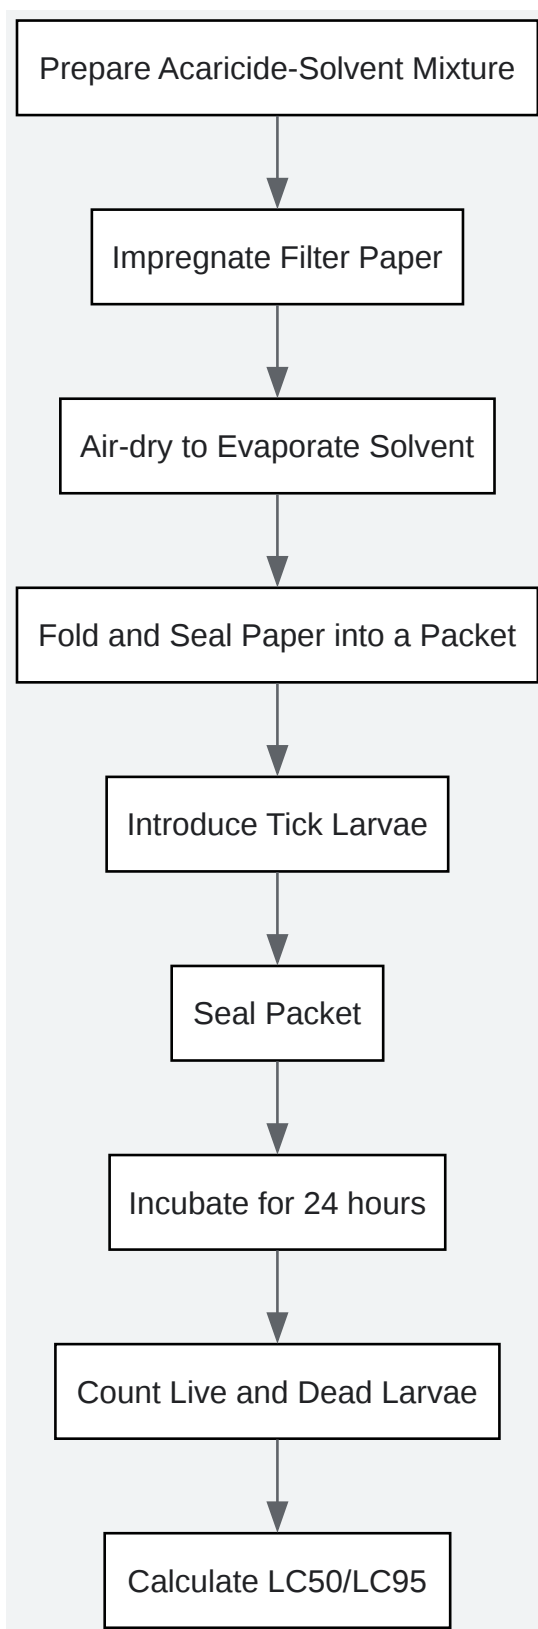 Prepare Acaricide-Solvent Mixture
Impregnate Filter Paper
Air-dry to Evaporate Solvent
Fold and Seal Paper into a Packet
Introduce Tick Larvae
Seal Packet
Incubate for 24 hours
Count Live and Dead Larvae
Calculate LC50/LC95